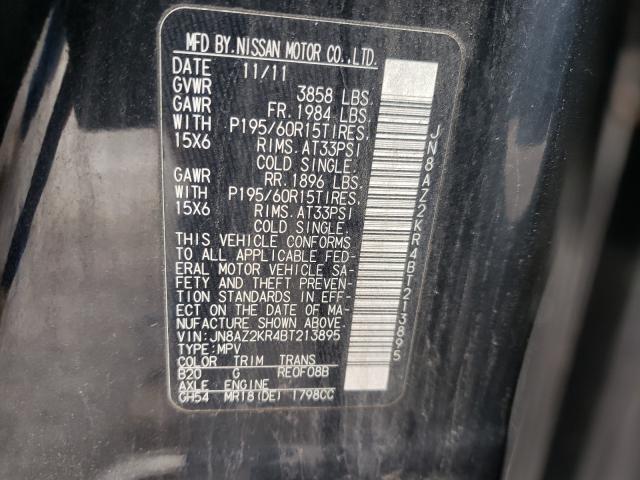 MFD BY.NISSAN MOTOR CO.,LTD.
DATE 11/11
GVWR 3858 LBS.
GAWR FR. 1984 LBS.
WITH P195/60R15TIRES.
15X6 RIMS. AT33PSI
COLD SINGLE.
GAWR RR. 1896 LBS.
WITH P195/60R15TIRES.
15X6 RIMS. AT33PSI
COLD SINGLE.
THIS VEHICLE CONFORMS
TO ALL APPLICABLE FED-
ERAL MOTOR VEHICLE SA-
FETY AND THEFT PREVEN-
TION STANDARDS IN EFF-
ECT ON THE DATE OF MA-
NUFACTURE SHOWN ABOVE.
VIN:JN8AZ2KR4BT213895
TYPE:MPV
COLOR TRIM TRANS
B20 G RE0F08B
AXLE ENGINE
GH54 MR18(DE) 1798CC
JN8AZ2KR4BT213895